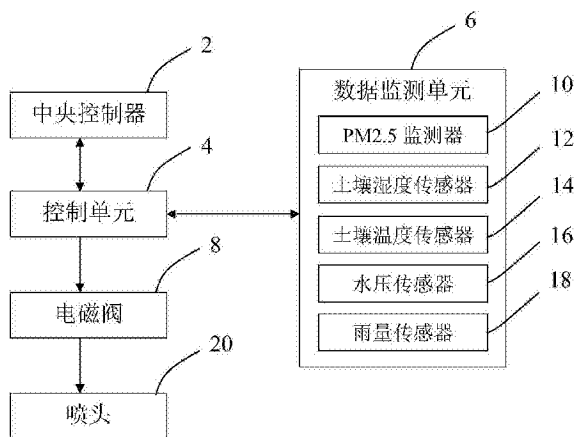 2
中央控制器
4
控制单元
8
电磁阀
20
喷头
6
数据监测单元
10
PM2.5 监测器
12
土壤湿度传感器
14
土壤温度传感器
16
水压传感器
18
雨量传感器